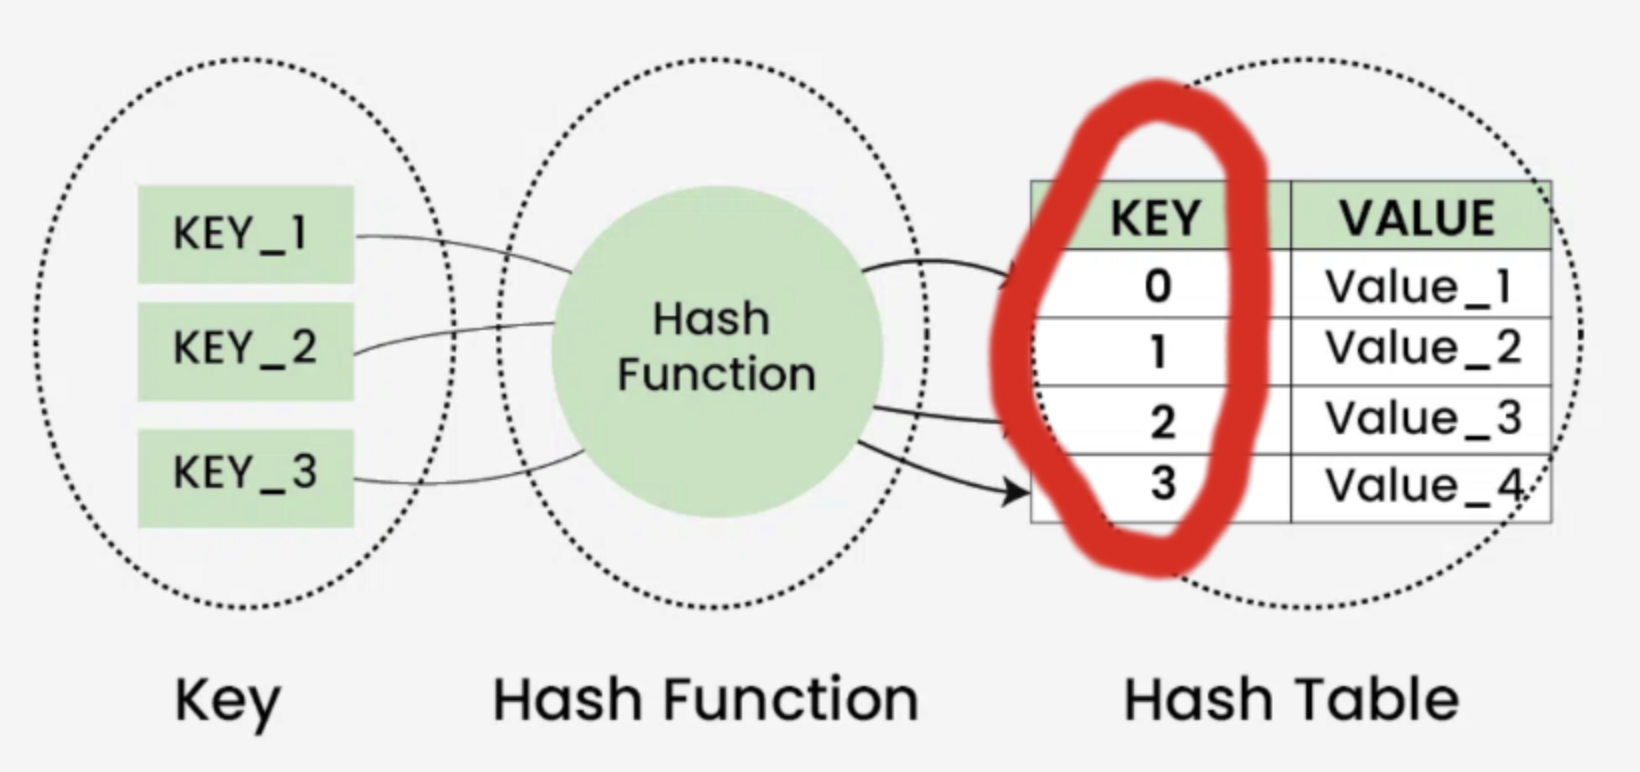 KEY_1
KEY_2
KEY_3
Key
Hash
Function
Hash Function
KEY VALUE
0 Value_1
1 Value_2
2 Value_3
3 Value_4
Hash Table